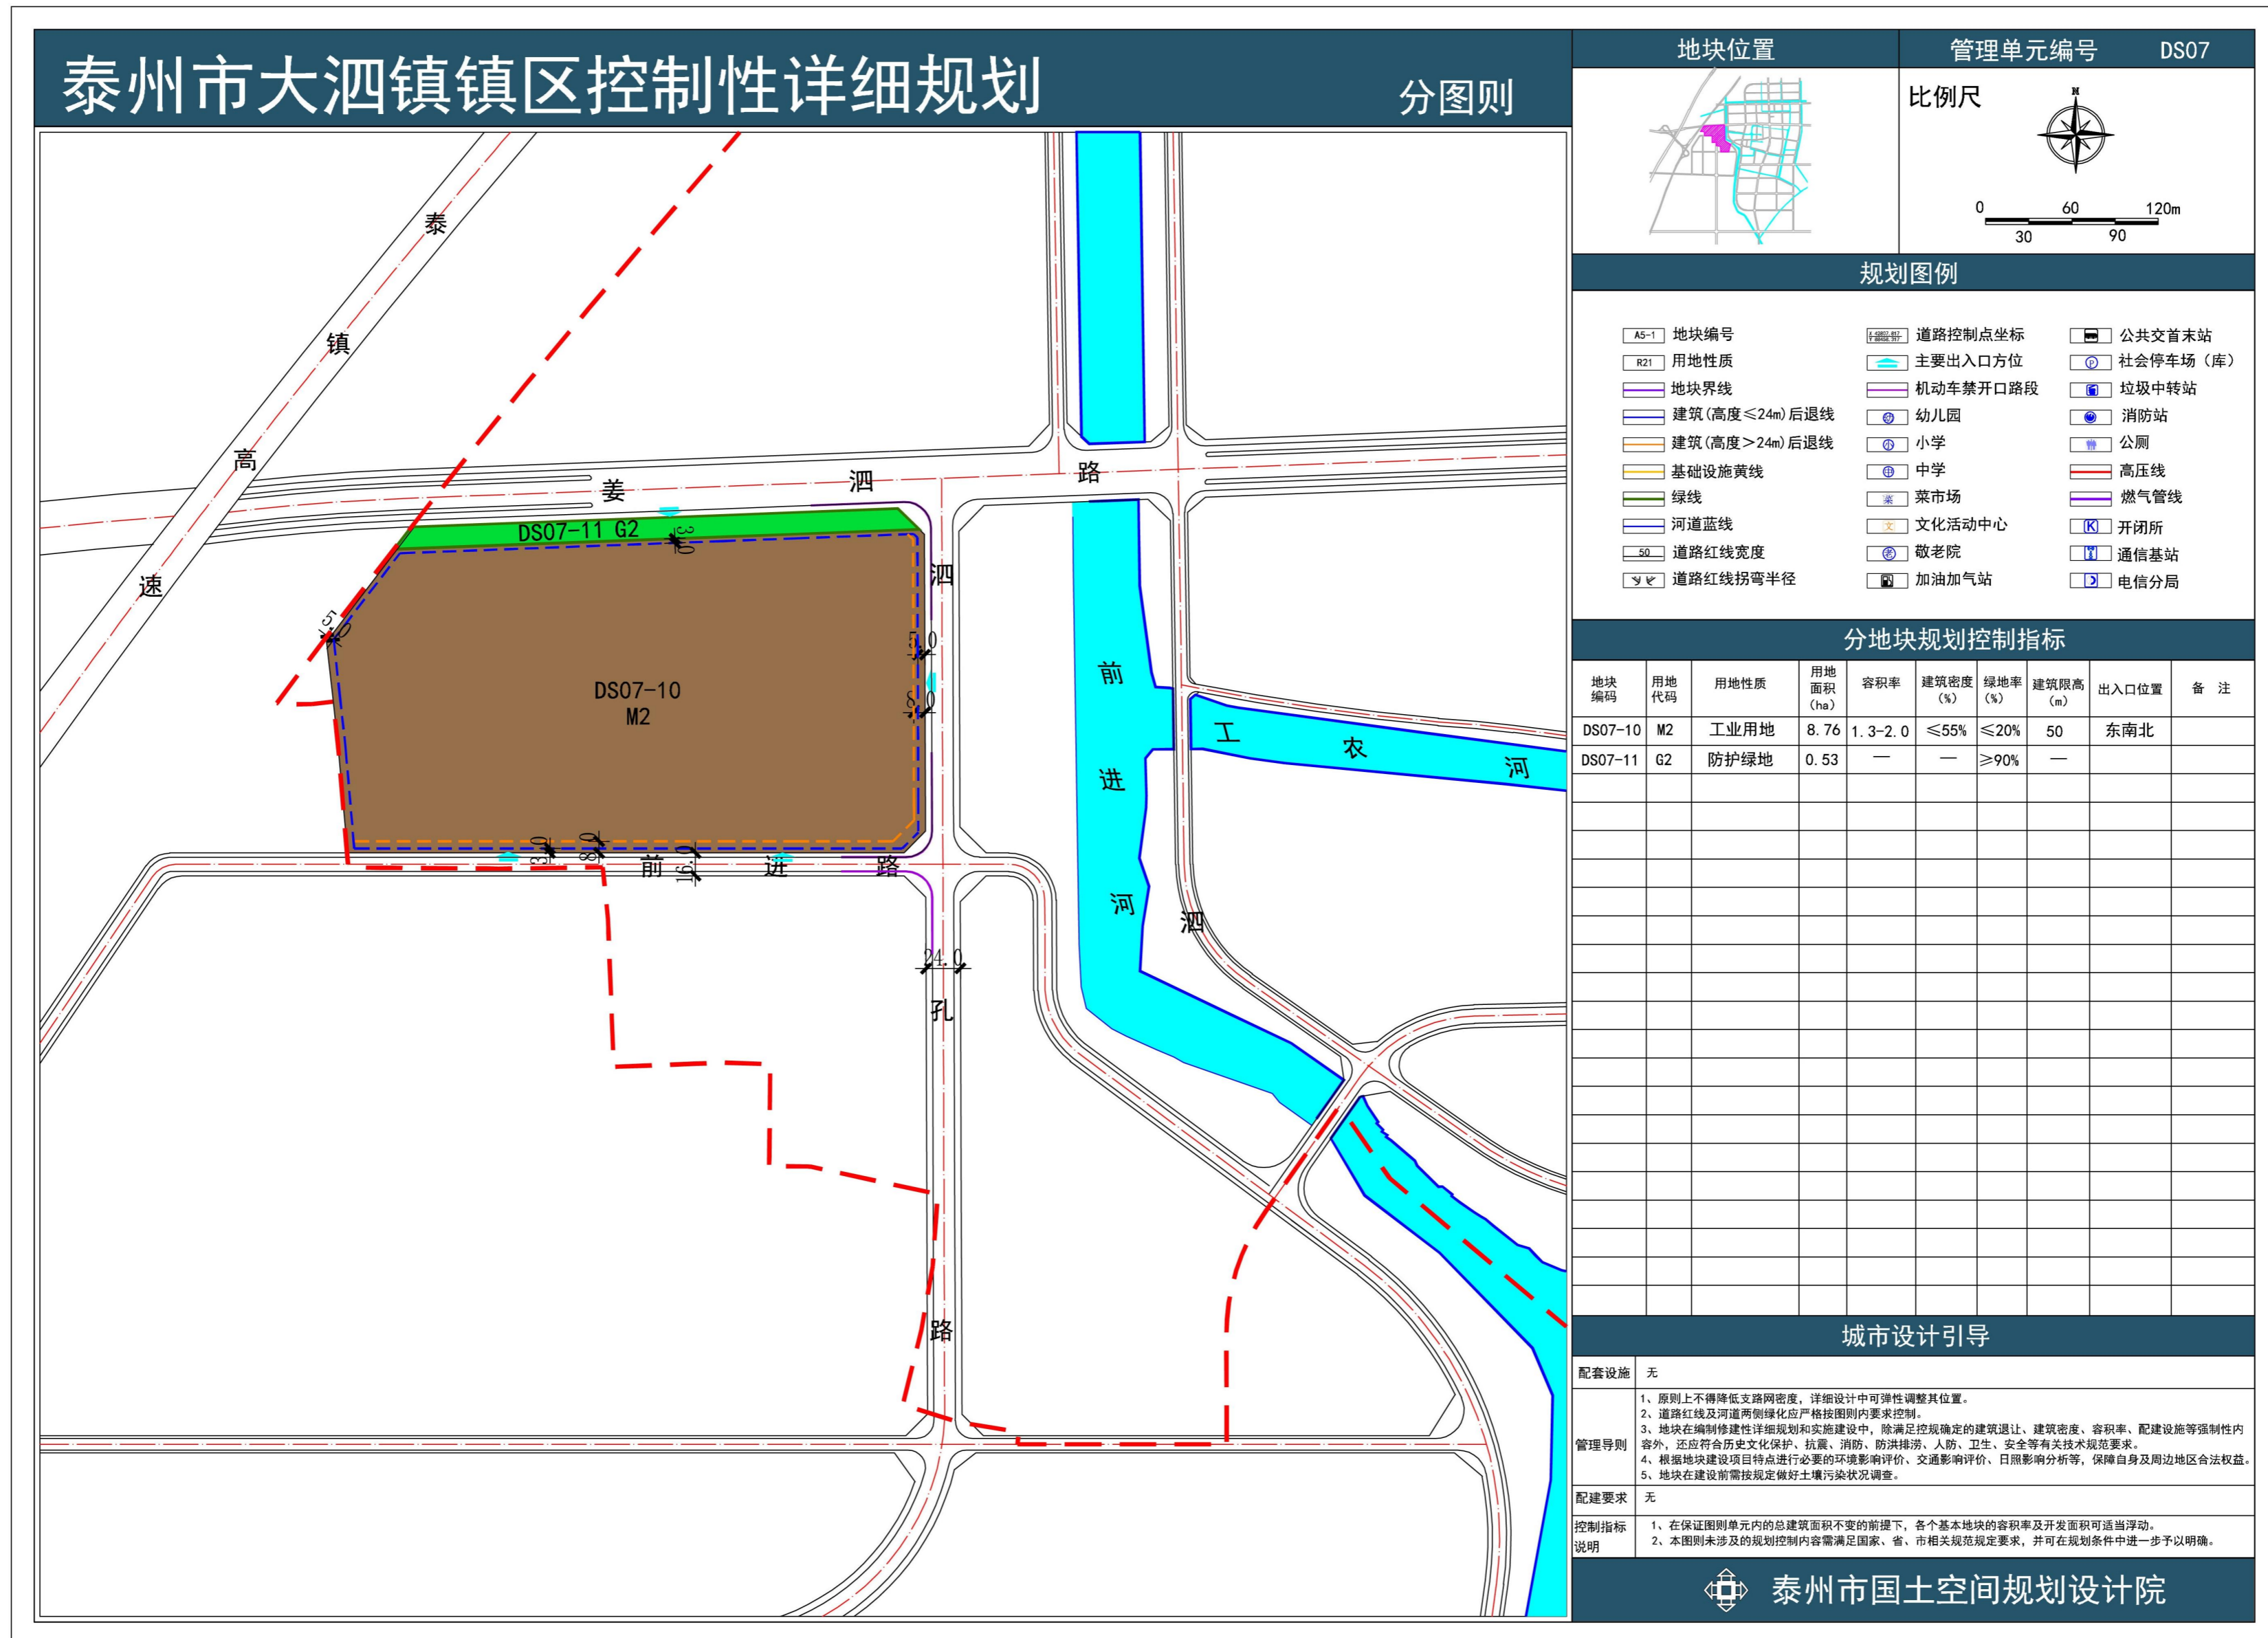 泰州市大泗镇镇区控制性详细规划
分图则
地块位置
管理单元编号 DS07
比例尺
N
0 60 120m
30 90
规划图例
A5-1 地块编号
R21 用地性质
地块界线
建筑(高度≤24m)后退线
建筑(高度>24m)后退线
基础设施黄线
绿线
河道蓝线
50 道路红线宽度
道路红线拐弯半径
道路控制点坐标
主要出入口方位
机动车禁开口路段
幼儿园
小 小学
中 中学
菜 菜市场
文 文化活动中心
老 敬老院
加油加气站
公共交首末站
P 社会停车场（库）
垃圾中转站
消防站
公厕
高压线
燃气管线
K 开闭所
通信基站
电信分局
分地块规划控制指标
地块编码 用地代码 用地性质 用地面积(ha) 容积率 建筑密度(%) 绿地率(%) 建筑限高(m) 出入口位置 备 注
DS07-10 M2 工业用地 8.76 1.3-2.0 ≤55% ≤20% 50 东南北
DS07-11 G2 防护绿地 0.53 — — ≥90% —
城市设计引导
配套设施 无
管理导则
1、原则上不得降低支路网密度，详细设计中可弹性调整其位置。
2、道路红线及河道两侧绿化应严格按图则内要求控制。
3、地块在编制修建性详细规划和实施建设中，除满足控规确定的建筑退让、建筑密度、容积率、配建设施等强制性内
容外，还应符合历史文化保护、抗震、消防、防洪排涝、人防、卫生、安全等有关技术规范要求。
4、根据地块建设项目特点进行必要的环境影响评价、交通影响评价、日照影响分析等，保障自身及周边地区合法权益。
5、地块在建设前需按规定做好土壤污染状况调查。
配建要求 无
控制指标说明
1、在保证图则单元内的总建筑面积不变的前提下，各个基本地块的容积率及开发面积可适当浮动。
2、本图则未涉及的规划控制内容需满足国家、省、市相关规范规定要求，并可在规划条件中进一步予以明确。
泰州市国土空间规划设计院
泰
镇
高
速
姜 泗 路
DS07-11 G2
3.0
泗
5.0
5.0
8.0
DS07-10
M2
3.0
8.0
16.0
前 进 路
24.0
孔
路
前
进
河
工 农 河
泗